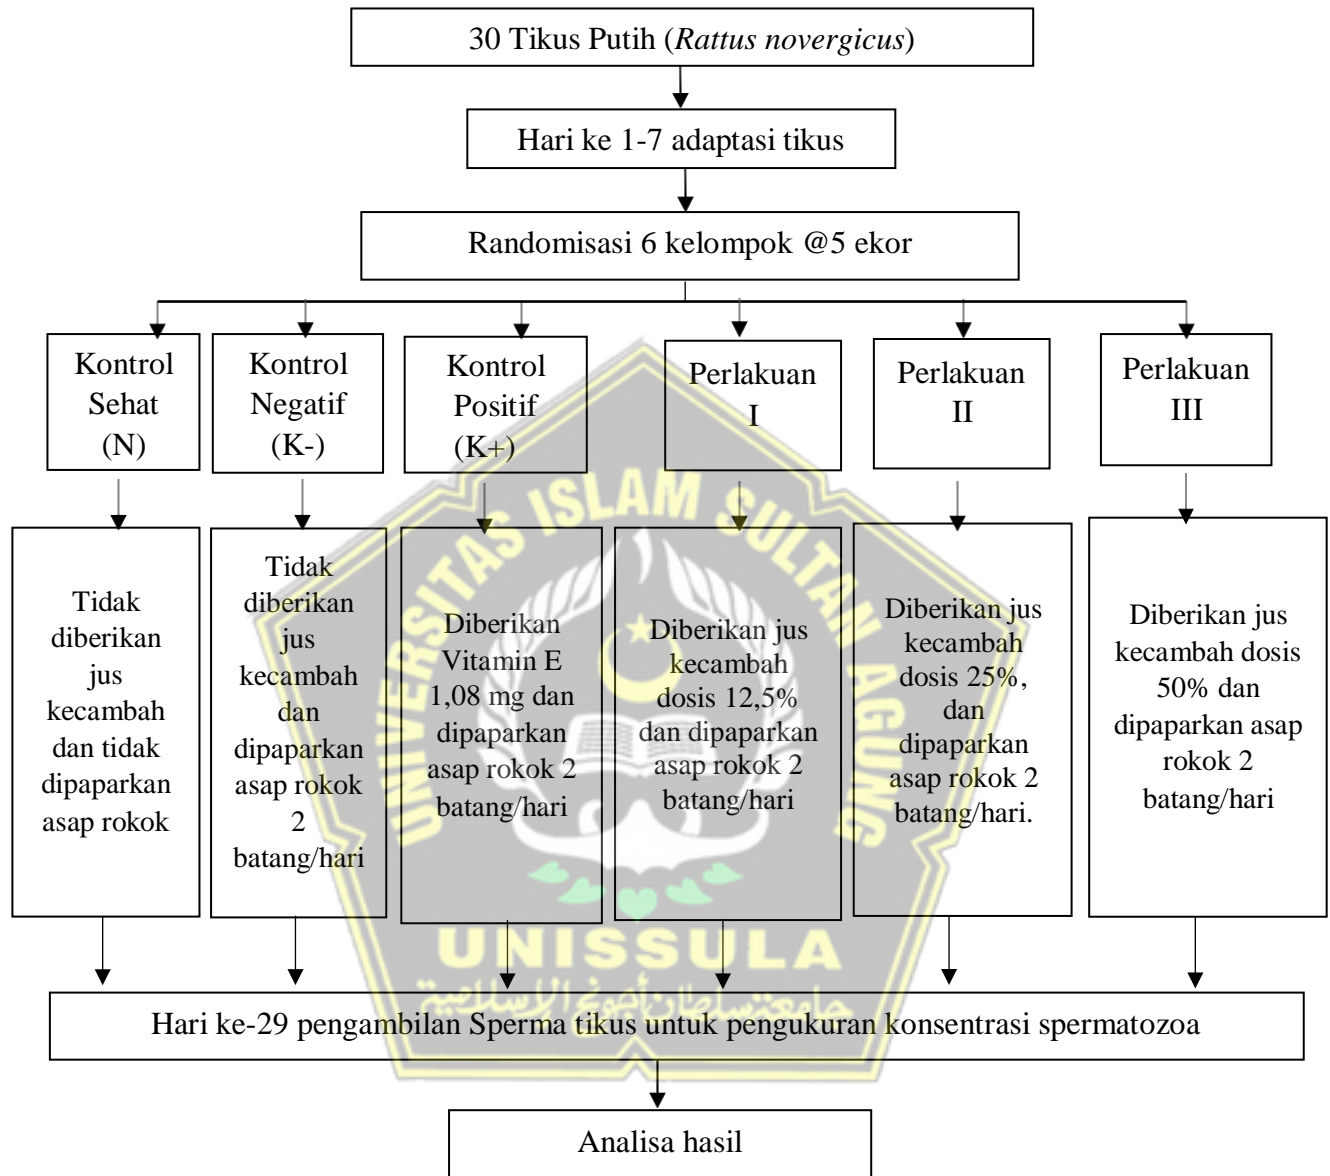 30 Tikus Putih (Rattus novergicus)
Hari ke 1-7 adaptasi tikus
Randomisasi 6 kelompok @5 ekor
Kontrol
Sehat
(N)
Kontrol
Negatif
(K-)
Kontrol
Positif
(K+)
Perlakuan
I
Perlakuan
II
Perlakuan
III
Tidak
diberikan
jus
kecambah
dan tidak
dipaparkan
asap rokok
Tidak
diberikan
jus
kecambah
dan
dipaparkan
asap rokok
2
batang/hari
Diberikan
Vitamin E
1,08 mg dan
dipaparkan
asap rokok 2
batang/hari
Diberikan jus
kecambah
dosis 12,5%
dan dipaparkan
asap rokok 2
batang/hari
Diberikan jus
kecambah
dosis 25%,
dan
dipaparkan
asap rokok 2
batang/hari.
Diberikan jus
kecambah dosis
50% dan
dipaparkan asap
rokok 2
batang/hari
UNIVERSITAS ISLAM SULTAN AGUNG
UNISSULA
جامعة سلطان أجونج الإسلامية
Hari ke-29 pengambilan Sperma tikus untuk pengukuran konsentrasi spermatozoa
Analisa hasil